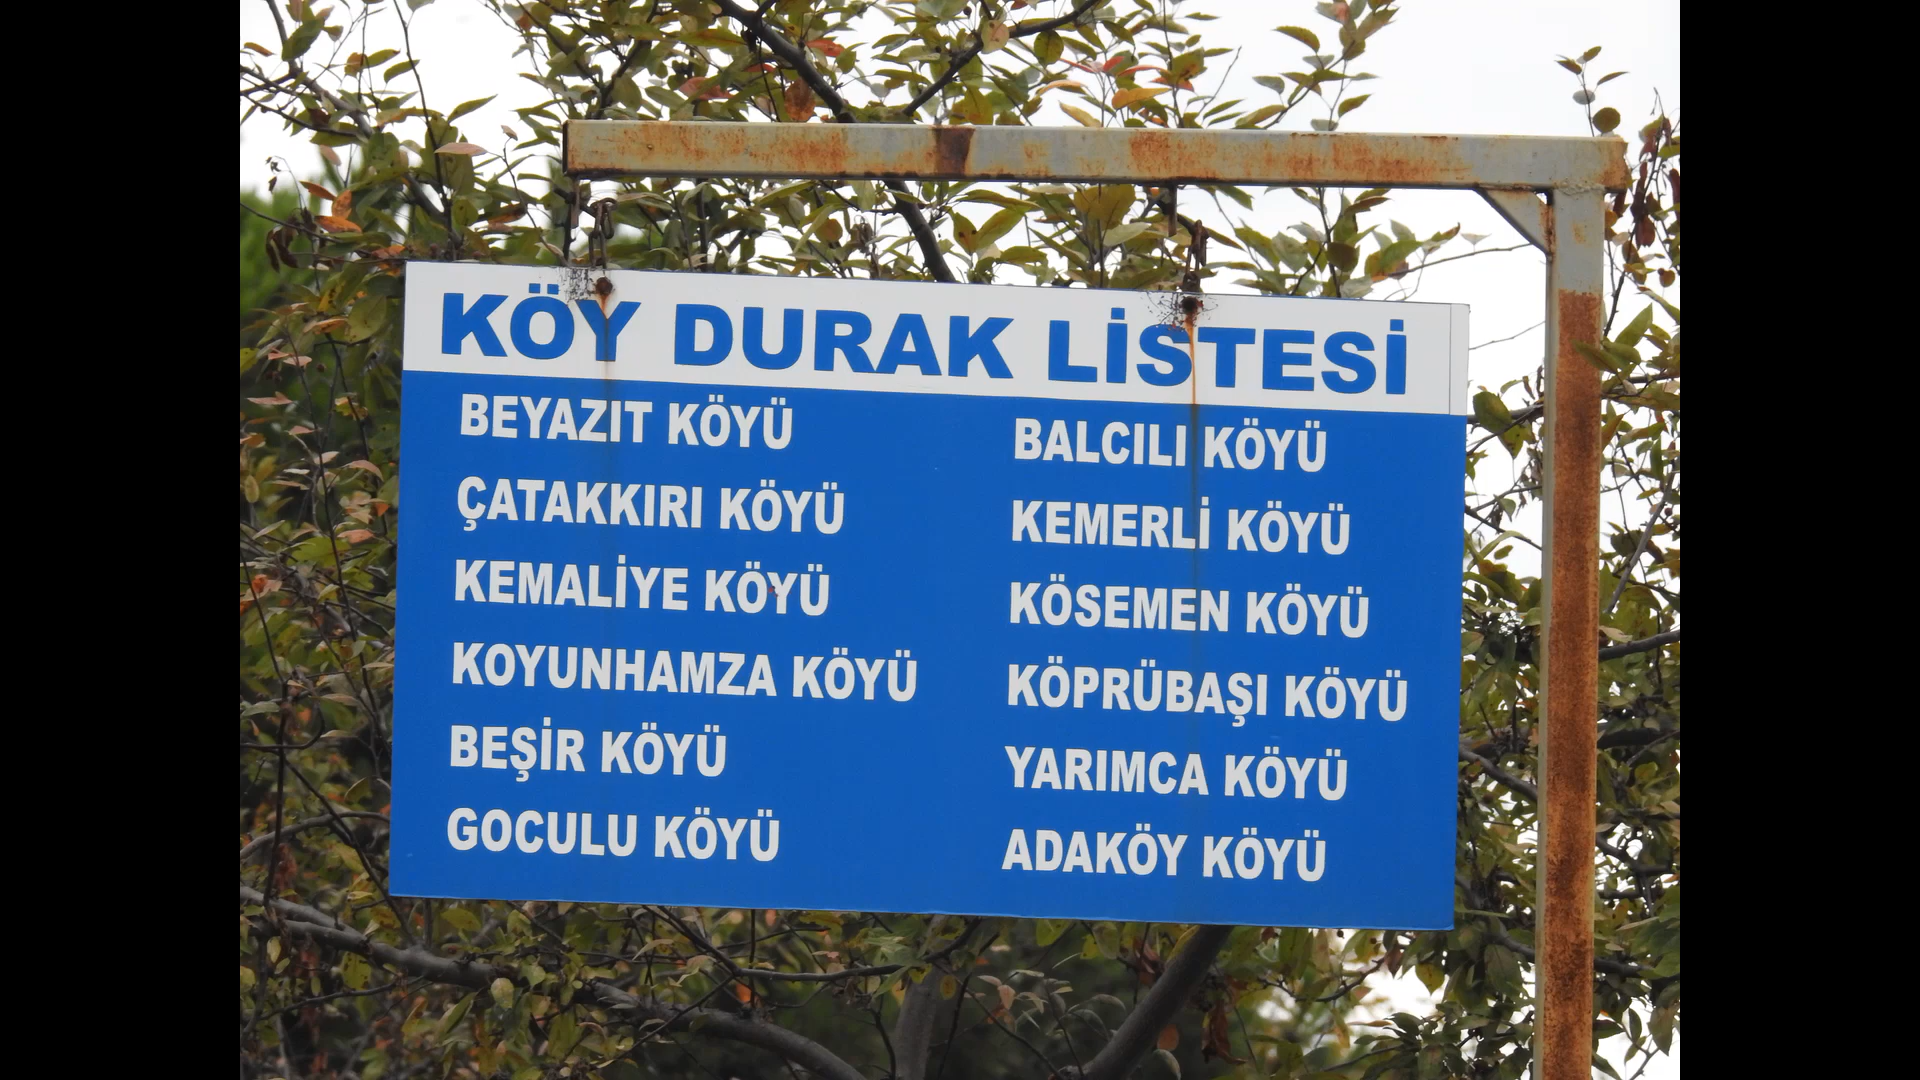 KÖY DURAK LİSTESİ
BEYAZIT KÖYÜ
ÇATAKKIRI KÖYÜ
KEMALİYE KÖYÜ
KOYUNHAMZA KÖYÜ
BEŞİR KÖYÜ
GOCULU KÖYÜ
BALCILI KÖYÜ
KEMERLİ KÖYÜ
KÖSEMEN KÖYÜ
KÖPRÜBAŞI KÖYÜ
YARIMCA KÖYÜ
ADAKÖY KÖYÜ